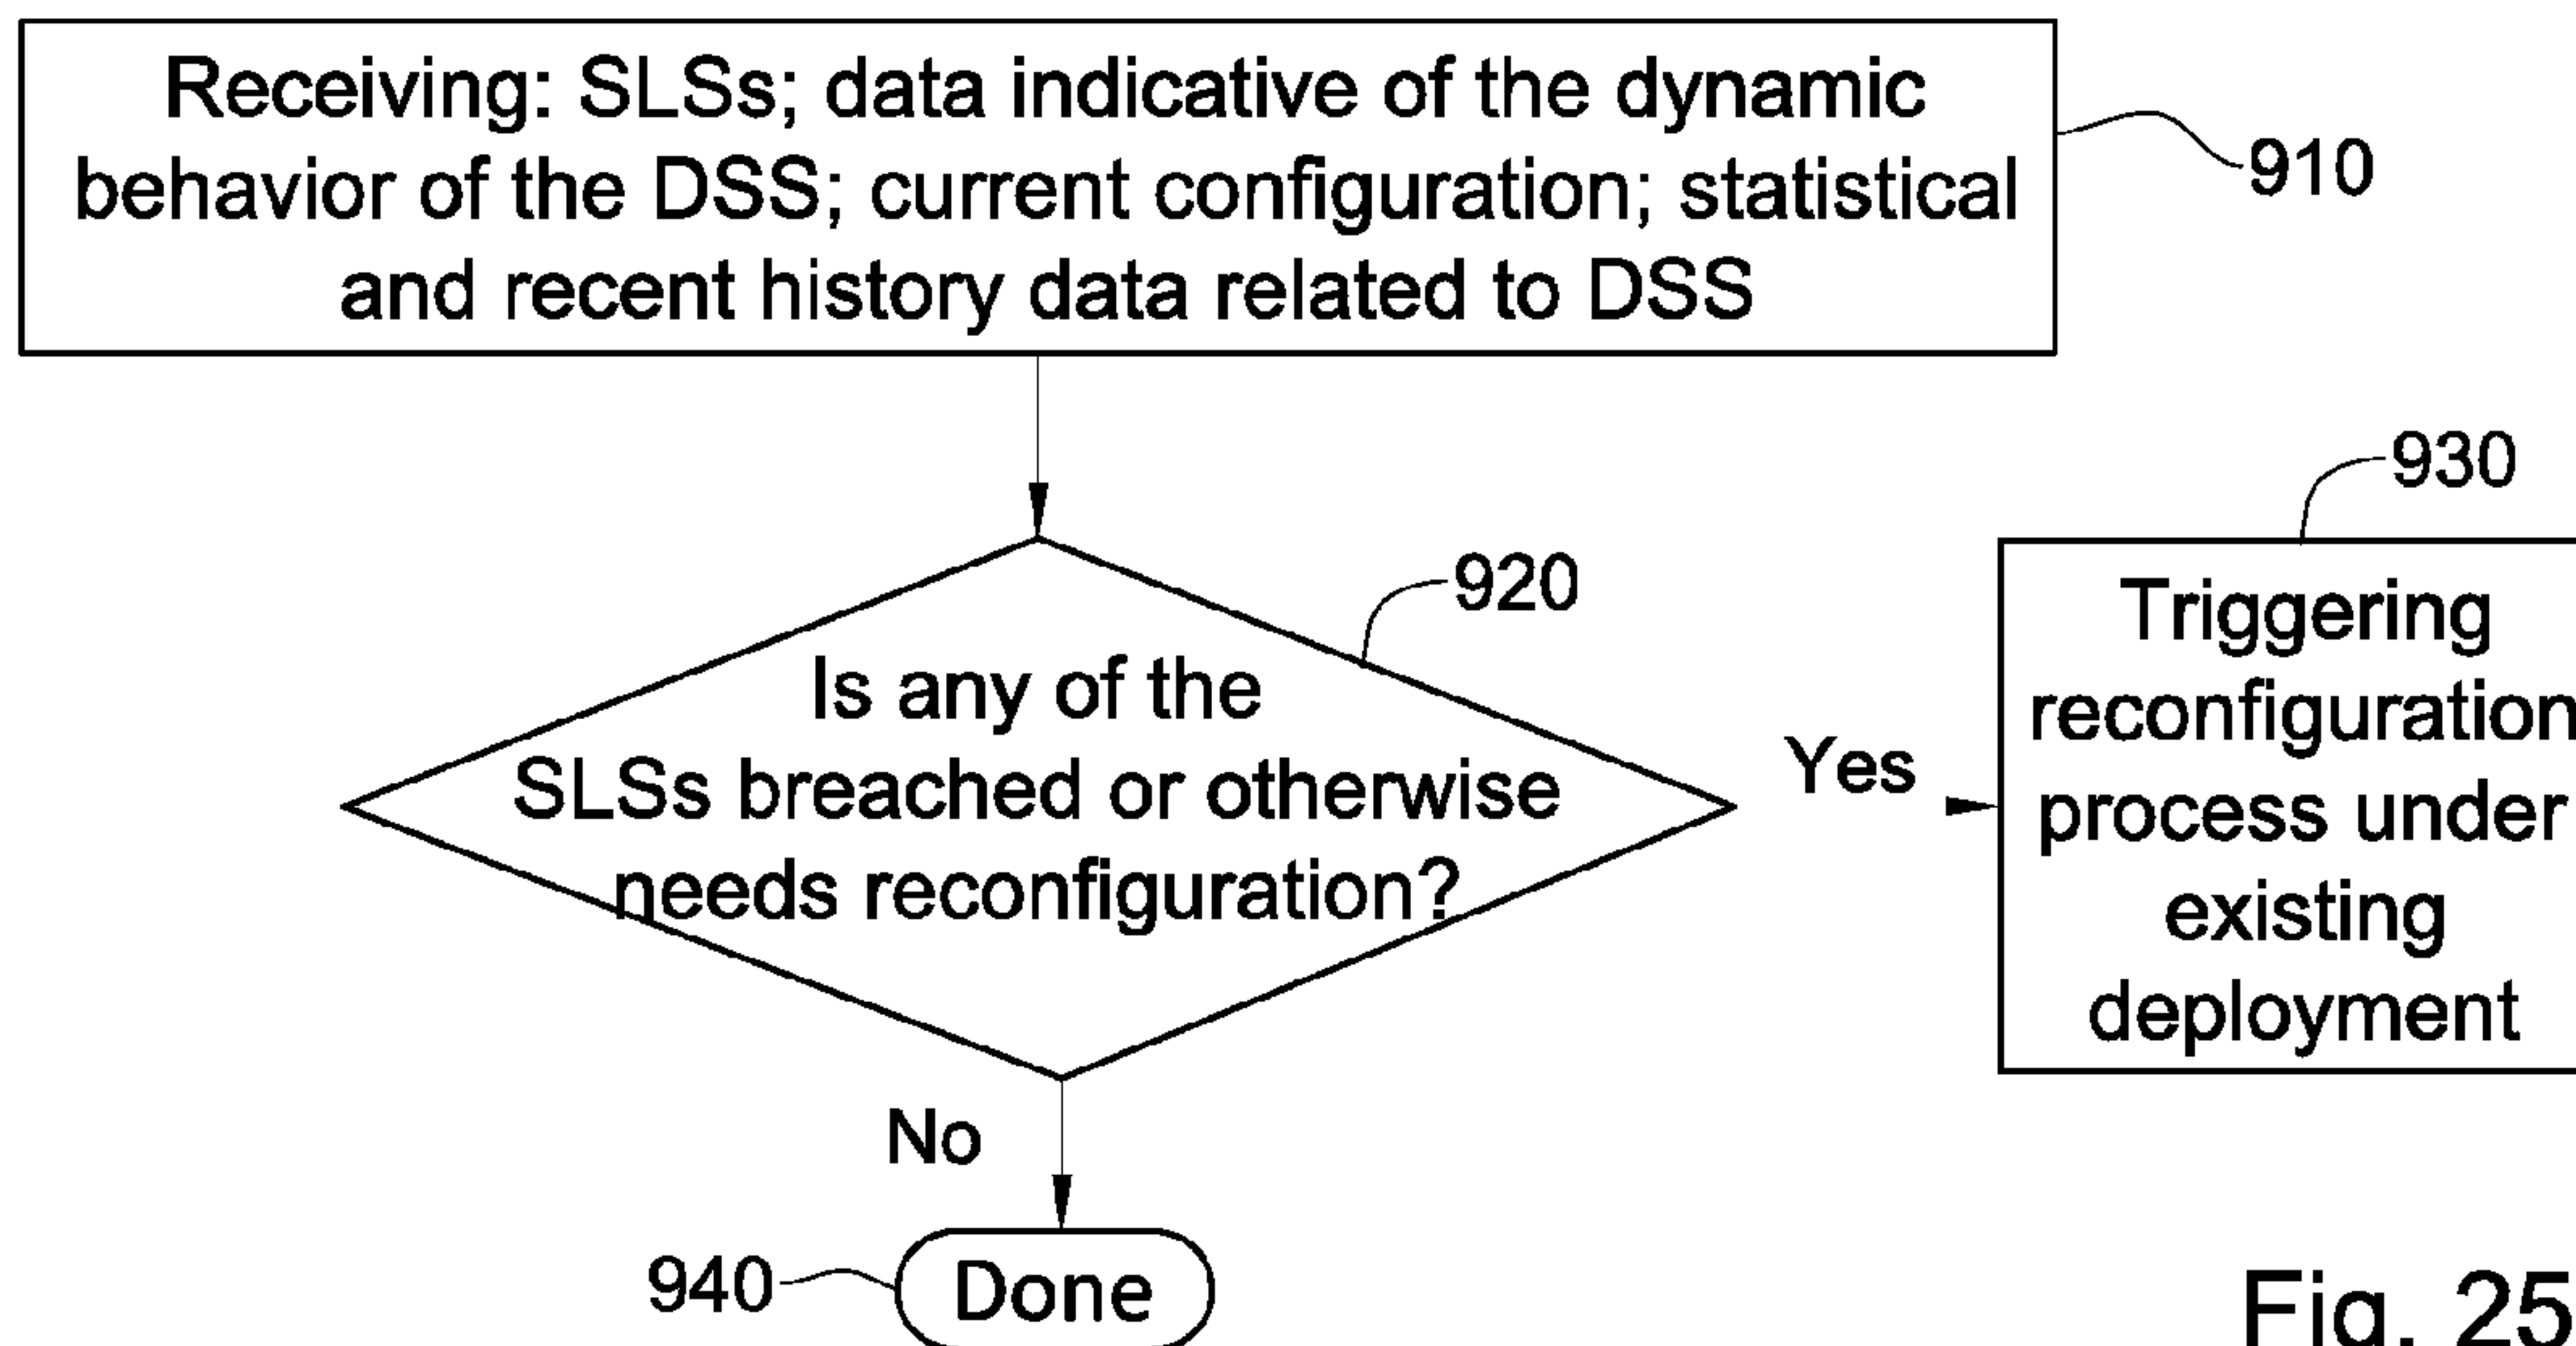 Receiving: SLSs; data indicative of the dynamic
behavior of the DSS; current configuration; statistical
and recent history data related to DSS
910
930
920
Is any of the
SLSs breached or otherwise
needs reconfiguration?
Yes
Triggering
reconfiguration
process under
existing
deployment
No
940
Done
Fig. 25